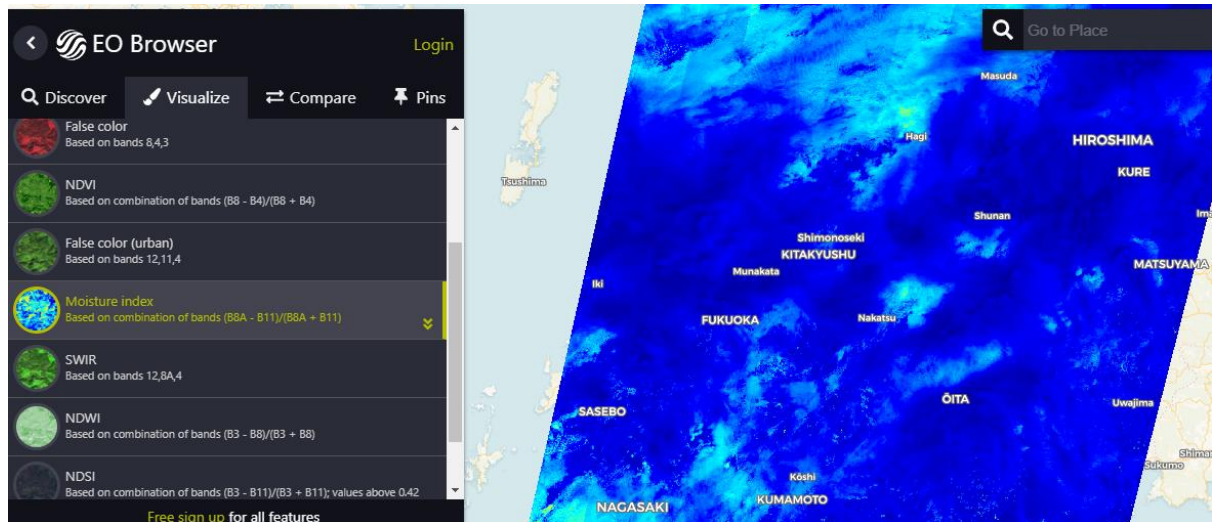 EO Browser
Login
Discover
Visualize
Compare
Pins
False color
Based on bands 8,4,3
NDVI
Based on combination of bands (B8 - B4)/(B8 + B4)
False color (urban)
Based on bands 12,11,4
Moisture index
Based on combination of bands (B8A - B11)/(B8A + B11)
SWIR
Based on bands 12,8A,4
NDWI
Based on combination of bands (B3 - B8)/(B3 + B8)
NDSI
Based on combination of bands (B3 - B11)/(B3 + B11); values above 0.42
Free sign up for all features
Go to Place
Masuda
Hagi
HIROSHIMA
KURE
Tsushima
Shunan
Shimonoseki
KITAKYUSHU
MATSUYAMA
Munakata
Iki
FUKUOKA
Nakatsu
ŌITA
Uwajima
SASEBO
Sukumo
Kōshi
KUMAMOTO
NAGASAKI